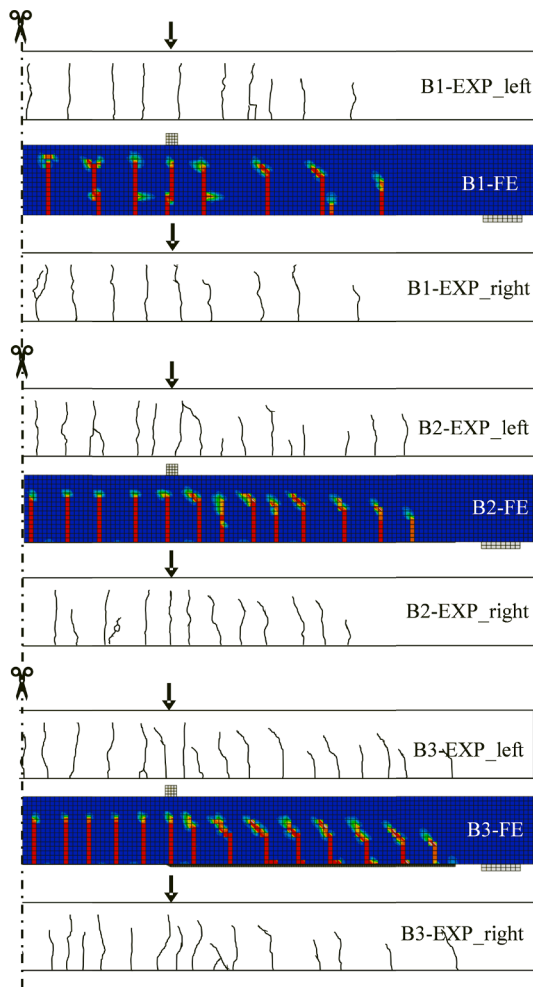 B1-EXP_left
B1-FE
B1-EXP_right
B2-EXP_left
B2-FE
B2-EXP_right
B3-EXP_left
B3-FE
B3-EXP_right